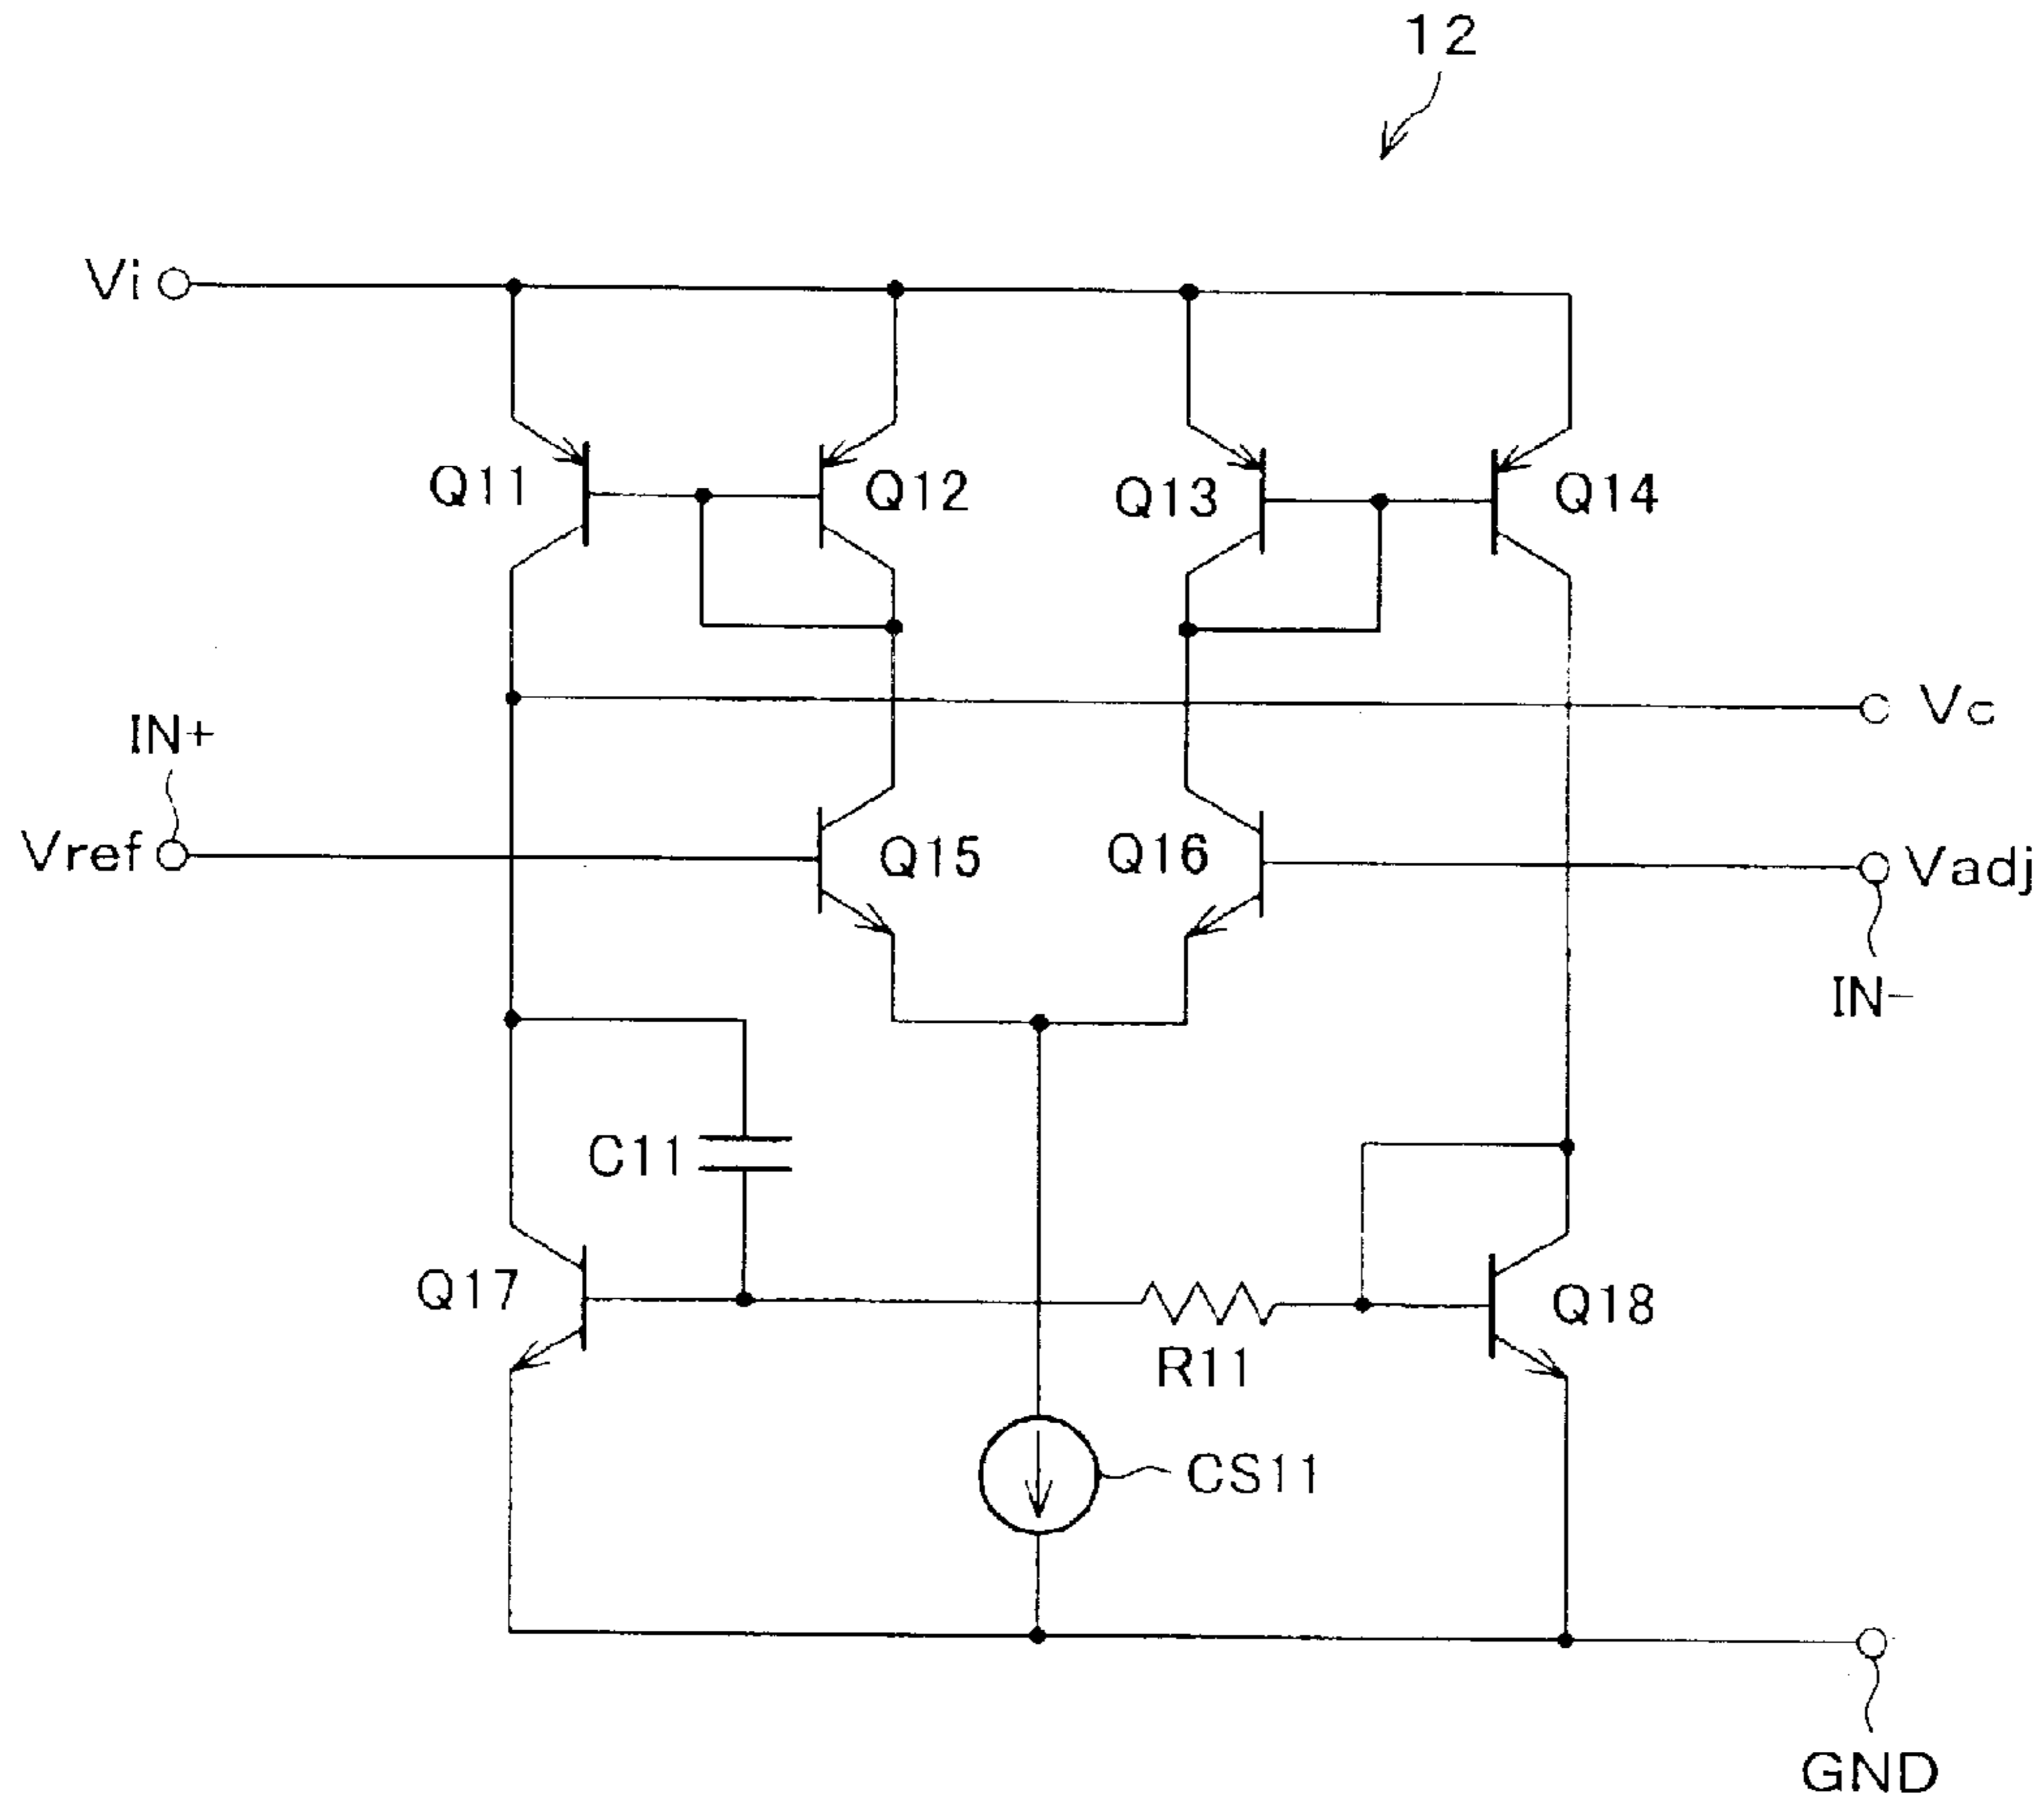 12
Vi
Q11
Q12
Q13
Q14
Vc
IN+
Vref
Q15
Q16
Vadj
IN-
C11
Q17
Q18
R11
CS11
GND